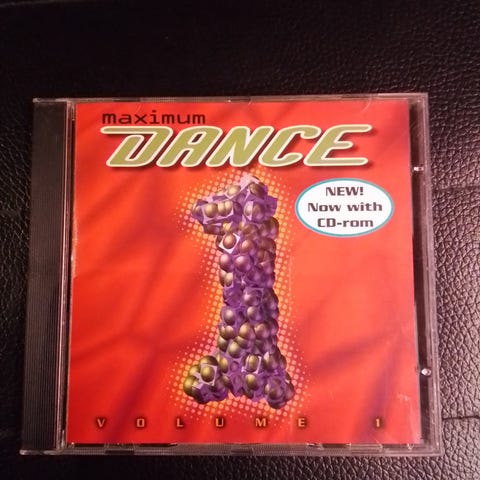 maximum
DANCE
NEW!
Now with
CD-rom
VOLUME 1